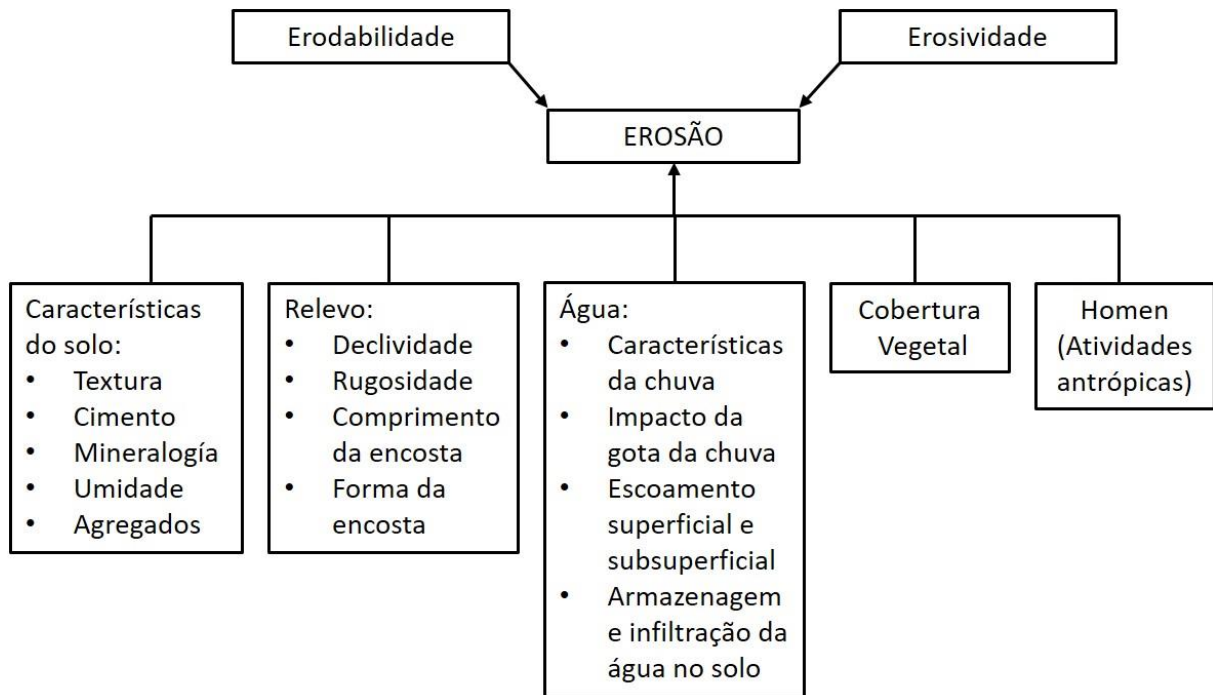 Erodabilidade
Erosividade
EROSÃO
Características
do solo:
• Textura
• Cimento
• Mineralogía
• Umidade
• Agregados
Relevo:
• Declividade
• Rugosidade
• Comprimento
da encosta
• Forma da
encosta
Água:
• Características
da chuva
• Impacto da
gota da chuva
• Escoamento
superficial e
subsuperficial
• Armazenagem
e infiltração da
água no solo
Cobertura
Vegetal
Homen
(Atividades
antrópicas)